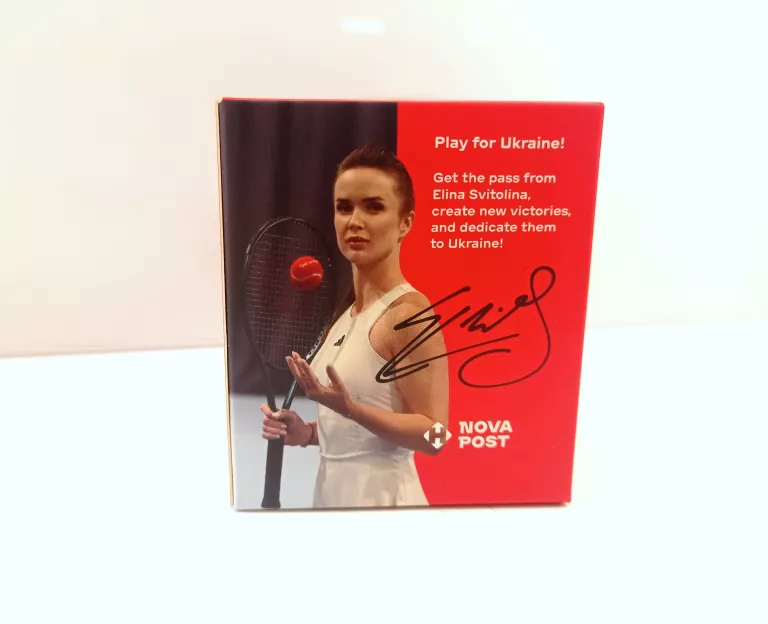 Play for Ukraine!
Get the pass from
Elina Svitolina,
create new victories,
and dedicate them
to Ukraine!
NOVA
POST